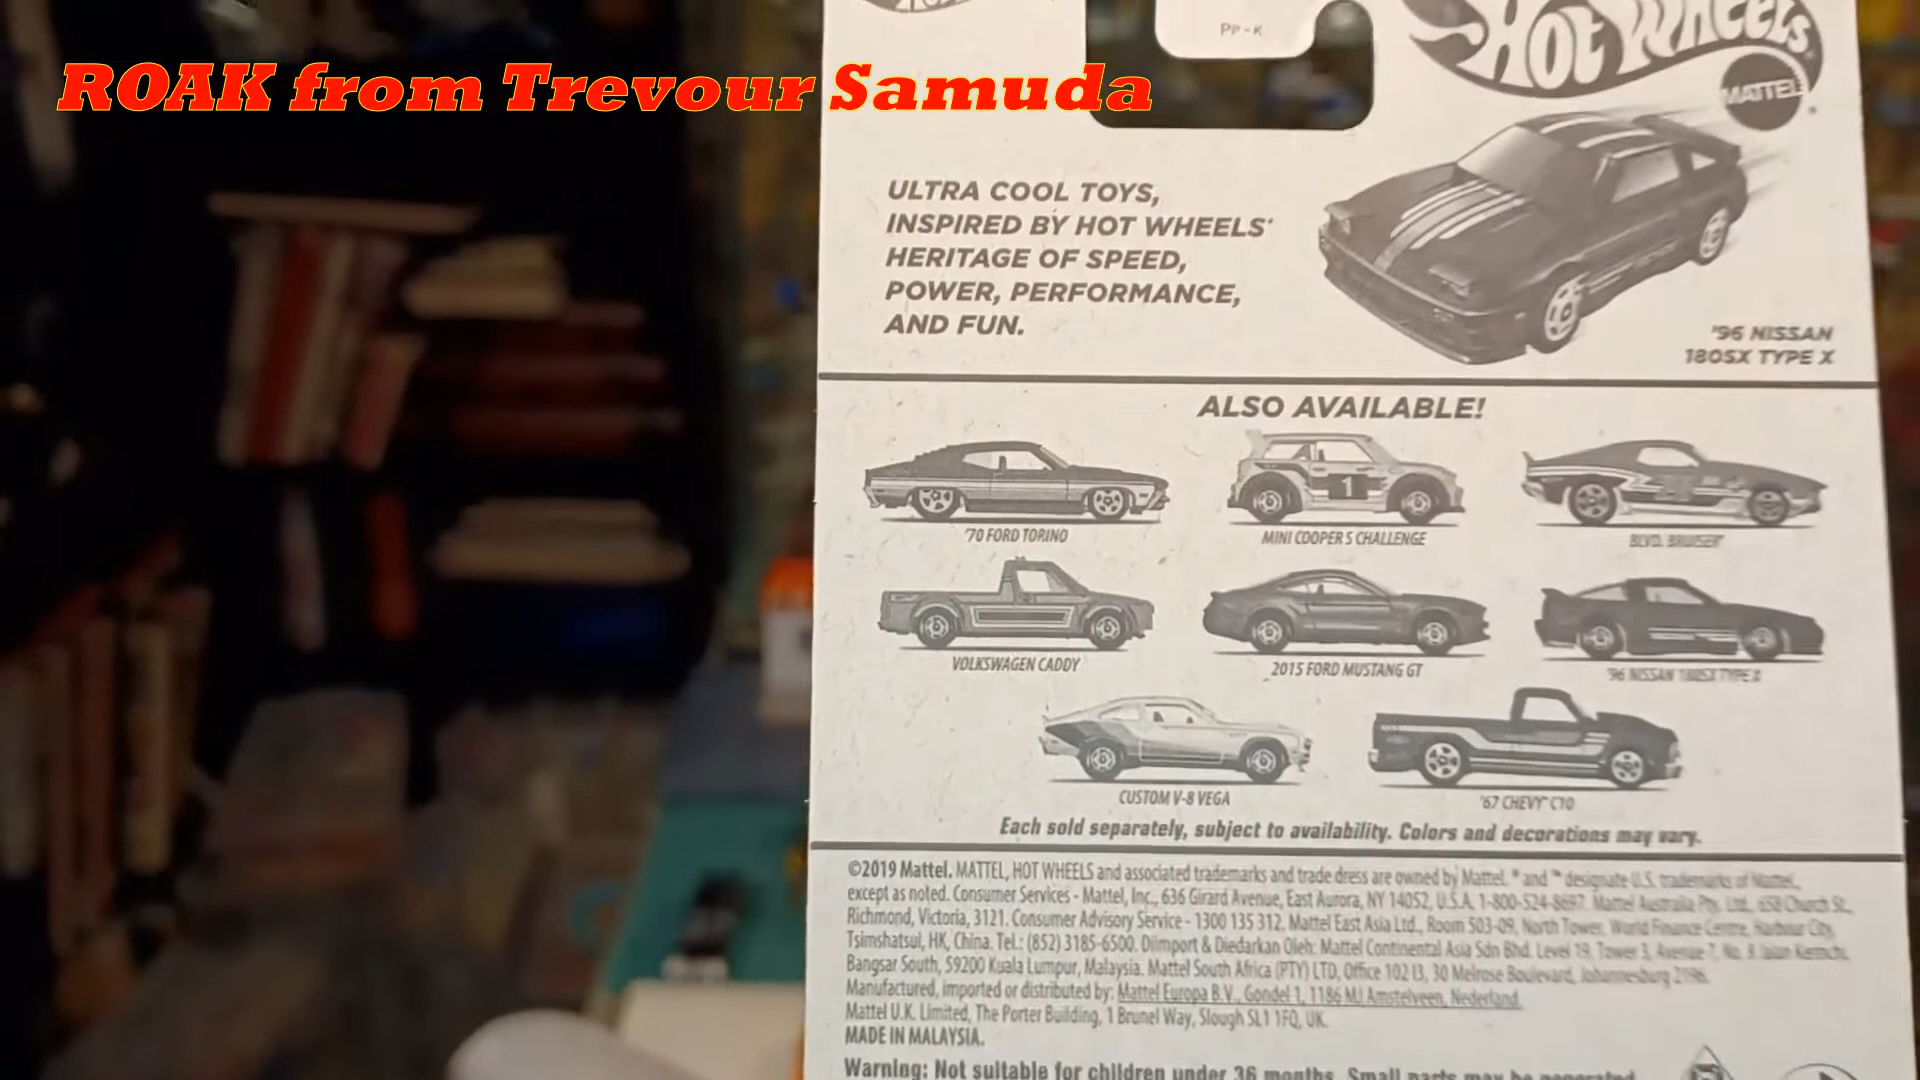 ROAK from Trevour Samuda
PP-K
HOT WHEELS
MATTEL
ULTRA COOL TOYS,
INSPIRED BY HOT WHEELS®
HERITAGE OF SPEED,
POWER, PERFORMANCE,
AND FUN.
'96 NISSAN
180SX TYPE X
ALSO AVAILABLE!
1
'70 FORD TORINO
MINI COOPER S CHALLENGE
BLVD. BRUISER™
VOLKSWAGEN CADDY
2015 FORD MUSTANG GT
'96 NISSAN 180SX TYPE X
CUSTOM V-8 VEGA
'67 CHEVY™ C10
Each sold separately, subject to availability. Colors and decorations may vary.
©2019 Mattel. MATTEL, HOT WHEELS and associated trademarks and trade dress are owned by Mattel. ® and ™ designate U.S. trademarks of Mattel,
except as noted. Consumer Services - Mattel, Inc., 636 Girard Avenue, East Aurora, NY 14052, U.S.A. 1-800-524-8697. Mattel Australia Pty. Ltd., 658 Church St.,
Richmond, Victoria, 3121. Consumer Advisory Service - 1300 135 312. Mattel East Asia Ltd., Room 503-09, North Tower, World Finance Centre, Harbour City,
Tsimshatsui, HK, China. Tel.: (852) 3185-6500. Diimport & Diedarkan Oleh: Mattel Continental Asia Sdn Bhd. Level 19, Tower 3, Avenue 7, No. 8 Jalan Kerinchi,
Bangsar South, 59200 Kuala Lumpur, Malaysia. Mattel South Africa (PTY) LTD, Office 102 I3, 30 Melrose Boulevard, Johannesburg 2196.
Manufactured, imported or distributed by: Mattel Europa B.V., Gondel 1, 1186 MJ Amstelveen, Nederland.
Mattel U.K. Limited, The Porter Building, 1 Brunel Way, Slough SL1 1FQ, UK.
MADE IN MALAYSIA.
Warning: Not suitable for children under 36 months. Small parts may be generated.